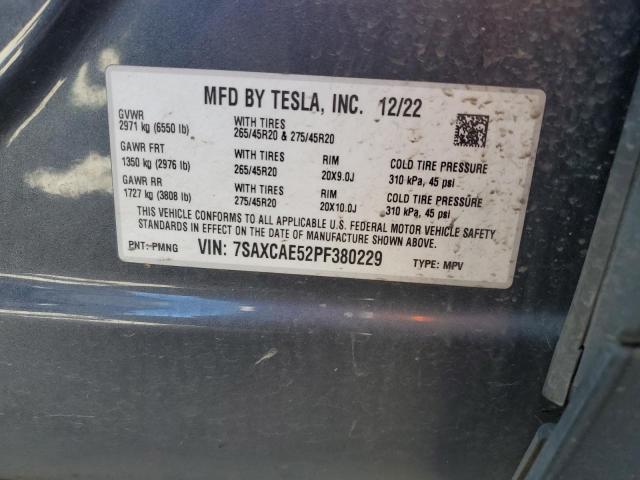 MFD BY TESLA, INC. 12/22
GVWR
2971 kg (6550 lb)
WITH TIRES
265/45R20 & 275/45R20
GAWR FRT
1350 kg (2976 lb)
WITH TIRES
265/45R20
RIM
20X9.0J
COLD TIRE PRESSURE
310 kPa, 45 psi
GAWR RR
1727 kg (3808 lb)
WITH TIRES
275/45R20
RIM
20X10.0J
COLD TIRE PRESSURE
310 kPa, 45 psi
THIS VEHICLE CONFORMS TO ALL APPLICABLE U.S. FEDERAL MOTOR VEHICLE SAFETY
STANDARDS IN EFFECT ON THE DATE OF MANUFACTURE SHOWN ABOVE.
PNT: PMNG VIN: 7SAXCAE52PF380229 TYPE: MPV